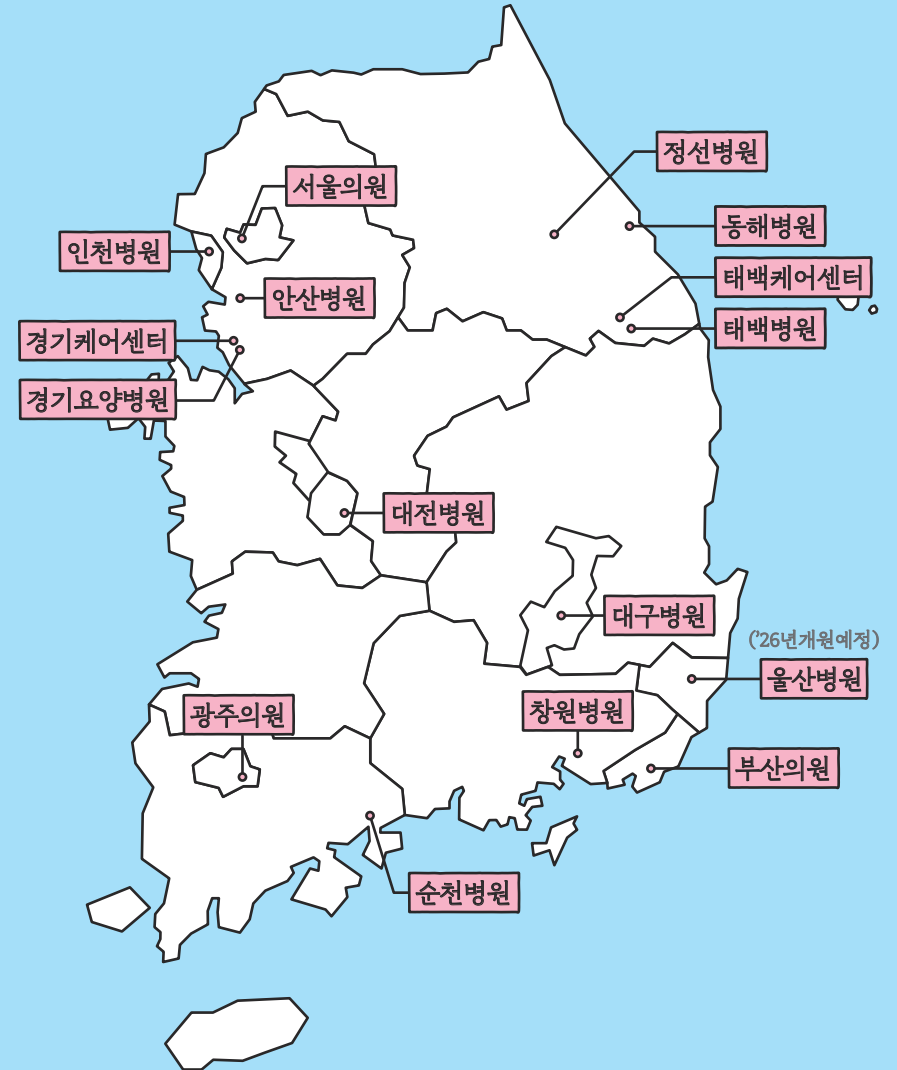 정선병원
서울의원
동해병원
인천병원
태백케어센터
안산병원
태백병원
경기케어센터
경기요양병원
대전병원
대구병원
('26년개원예정)
울산병원
광주의원
창원병원
부산의원
순천병원